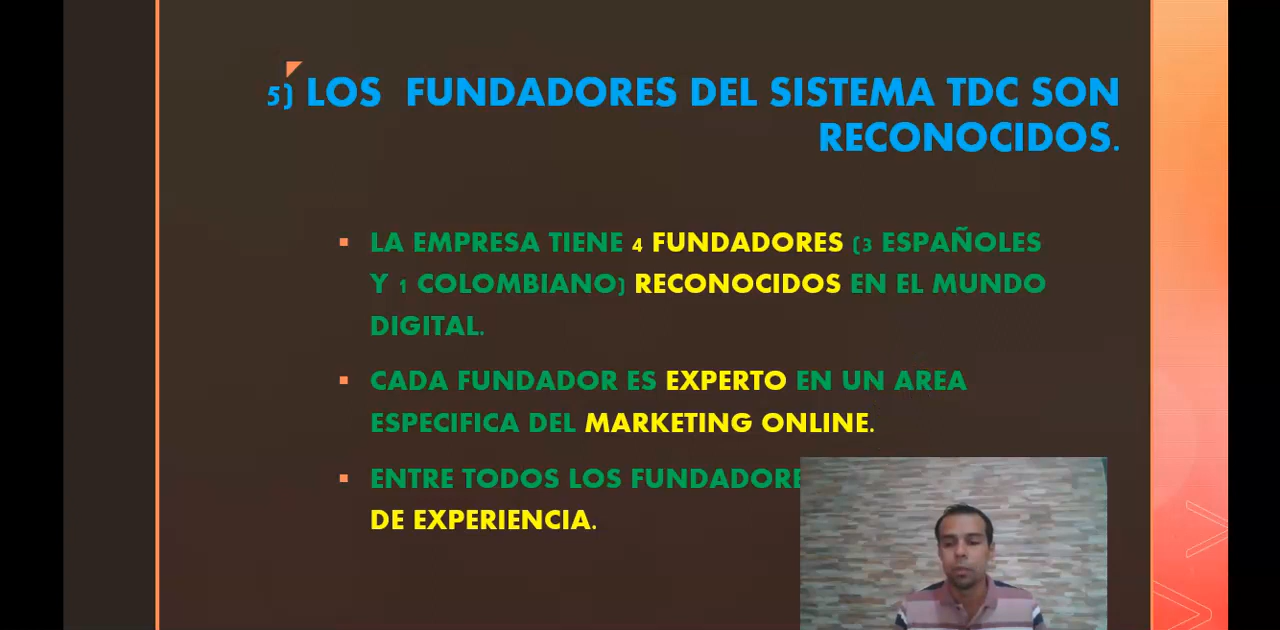 5) LOS FUNDADORES DEL SISTEMA TDC SON
RECONOCIDOS.
LA EMPRESA TIENE 4 FUNDADORES (3 ESPAÑOLES
Y 1 COLOMBIANO) RECONOCIDOS EN EL MUNDO
DIGITAL.
CADA FUNDADOR ES EXPERTO EN UN AREA
ESPECIFICA DEL MARKETING ONLINE.
ENTRE TODOS LOS FUNDADORE
DE EXPERIENCIA.